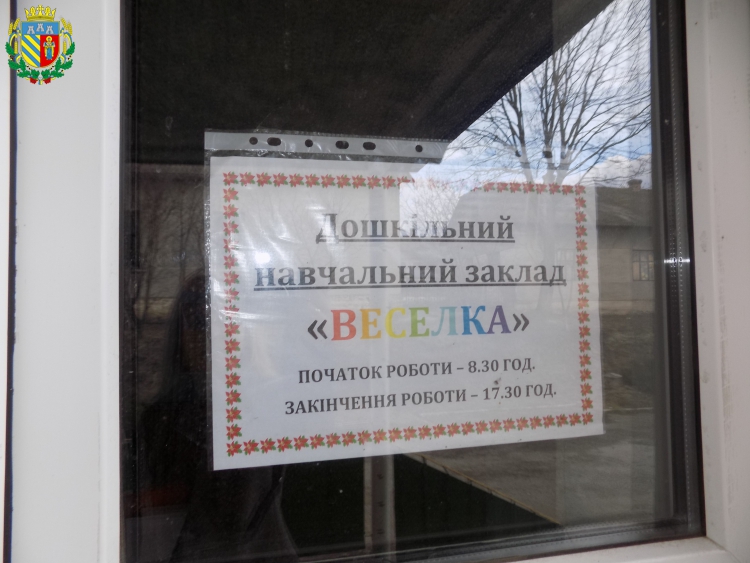 Дошкільний
навчальний заклад
«ВЕСЕЛКА»
ПОЧАТОК РОБОТИ – 8.30 ГОД.
ЗАКІНЧЕННЯ РОБОТИ – 17.30 ГОД.